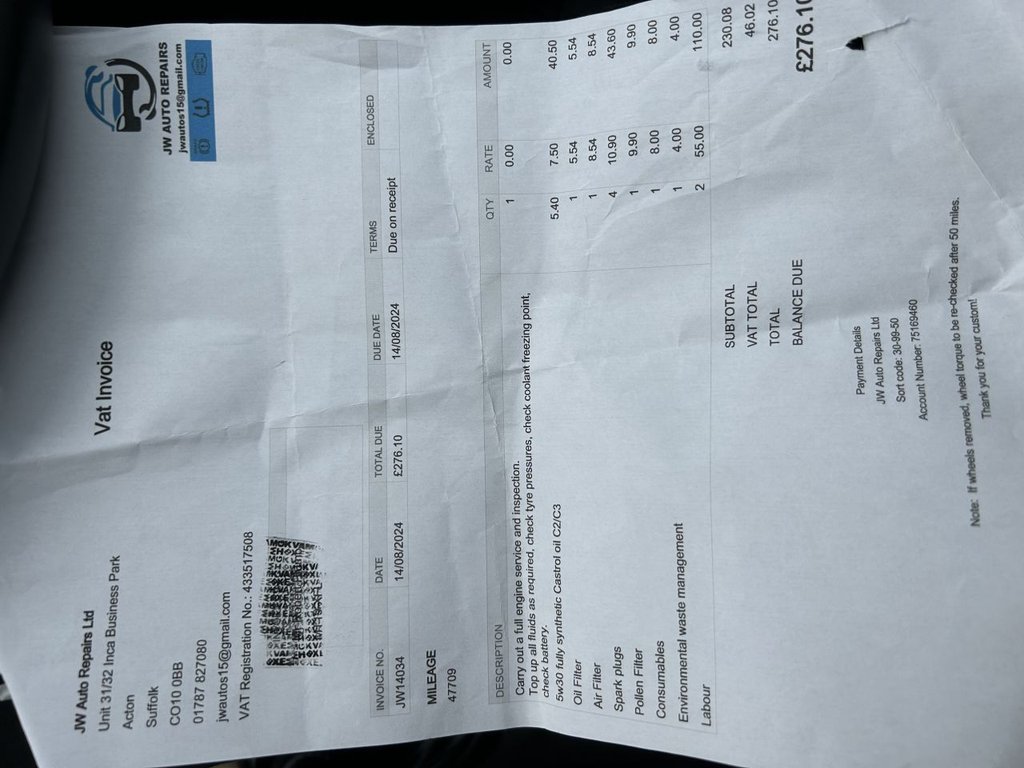 JW Auto Repairs Ltd
Unit 31/32 Inca Business Park
Acton
Suffolk
CO10 0BB
01787 827080
jwautos15@gmail.com
VAT Registration No.: 433517508
Vat Invoice
JW AUTO REPAIRS
jwautos15@gmail.com
INVOICE NO. DATE TOTAL DUE DUE DATE TERMS ENCLOSED
JW14034 14/08/2024 £276.10 14/08/2024 Due on receipt
MILEAGE
47709
DESCRIPTION QTY RATE AMOUNT
Carry out a full engine service and inspection. 1 0.00 0.00
Top up all fluids as required, check tyre pressures, check coolant freezing point,
check battery.
5w30 fully synthetic Castrol oil C2/C3 5.40 7.50 40.50
Oil Filter 1 5.54 5.54
Air Filter 1 8.54 8.54
Spark plugs 4 10.90 43.60
Pollen Filter 1 9.90 9.90
Consumables 1 8.00 8.00
Environmental waste management 1 4.00 4.00
Labour 2 55.00 110.00
SUBTOTAL 230.08
VAT TOTAL 46.02
TOTAL 276.10
BALANCE DUE £276.10
Payment Details
JW Auto Repairs Ltd
Sort code: 30-99-50
Account Number: 75169460
Note: If wheels removed, wheel torque to be re-checked after 50 miles.
Thank you for your custom!